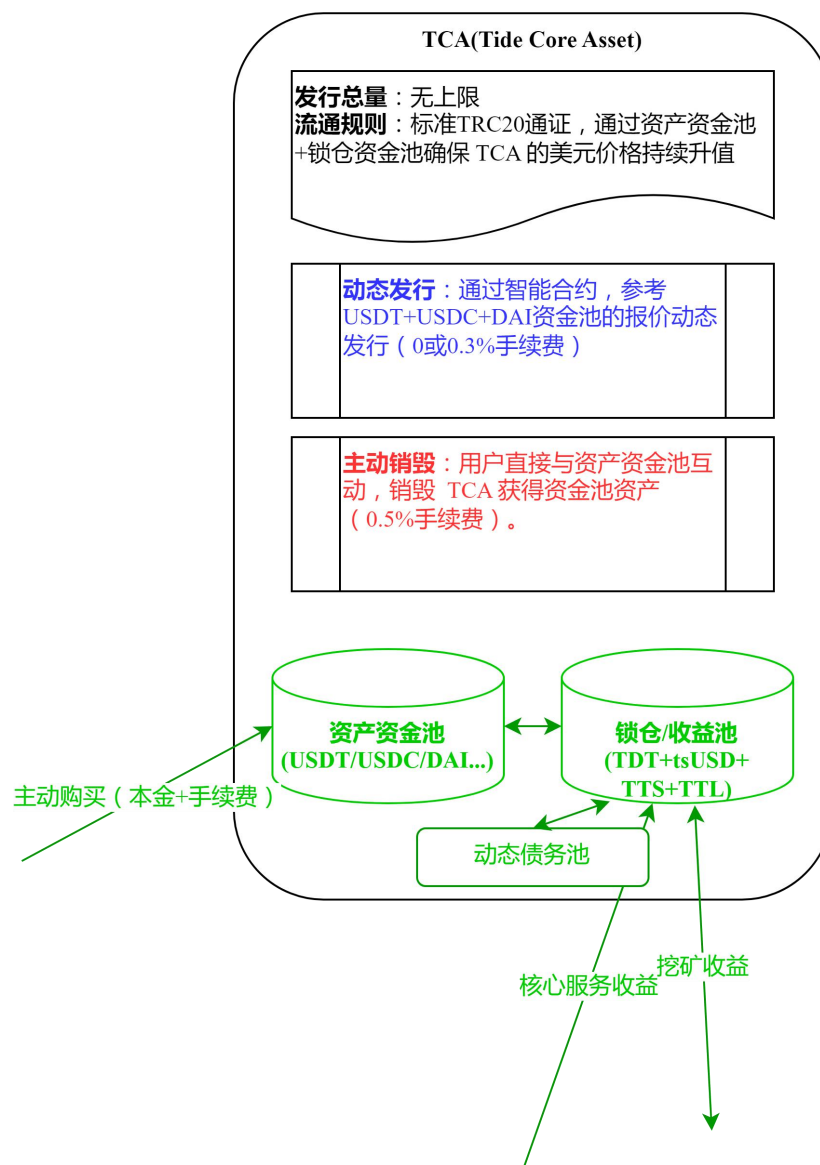 TCA(Tide Core Asset)
发行总量：无上限
流通规则：标准TRC20通证，通过资产资金池
+锁仓资金池确保 TCA 的美元价格持续升值
动态发行：通过智能合约，参考
USDT+USDC+DAI资金池的报价动态
发行（0或0.3%手续费）
主动销毁：用户直接与资产资金池互
动，销毁 TCA 获得资金池资产
（0.5%手续费）。
资产资金池
(USDT/USDC/DAI...)
锁仓/收益池
(TDT+tsUSD+
TTS+TTL)
主动购买（本金+手续费）
动态债务池
核心服务收益
挖矿收益